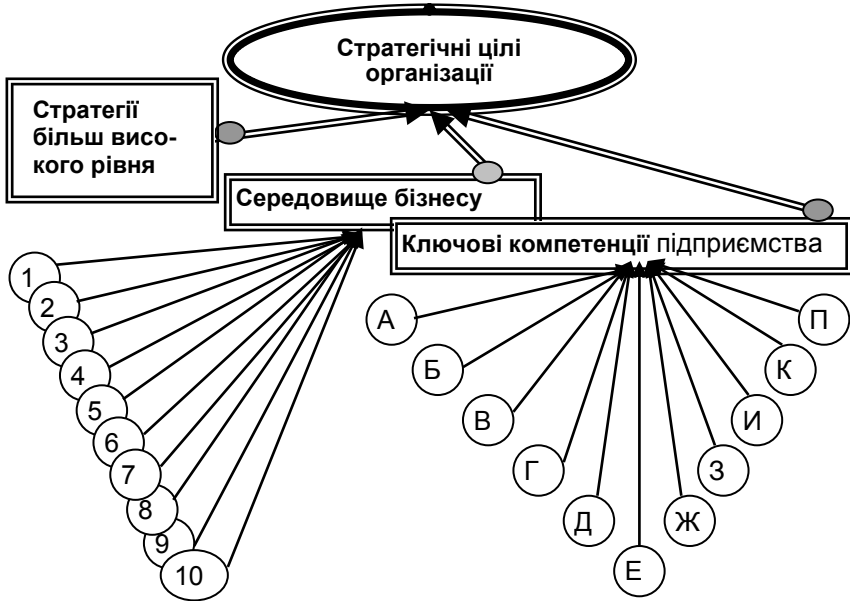 Стратегічні цілі
організації
Стратегії
більш висо-
кого рівня
Середовище бізнесу
Ключові компетенції підприємства
1
2
3
4
5
6
7
8
9
10
А
Б
В
Г
Д
Е
Ж
З
И
К
П